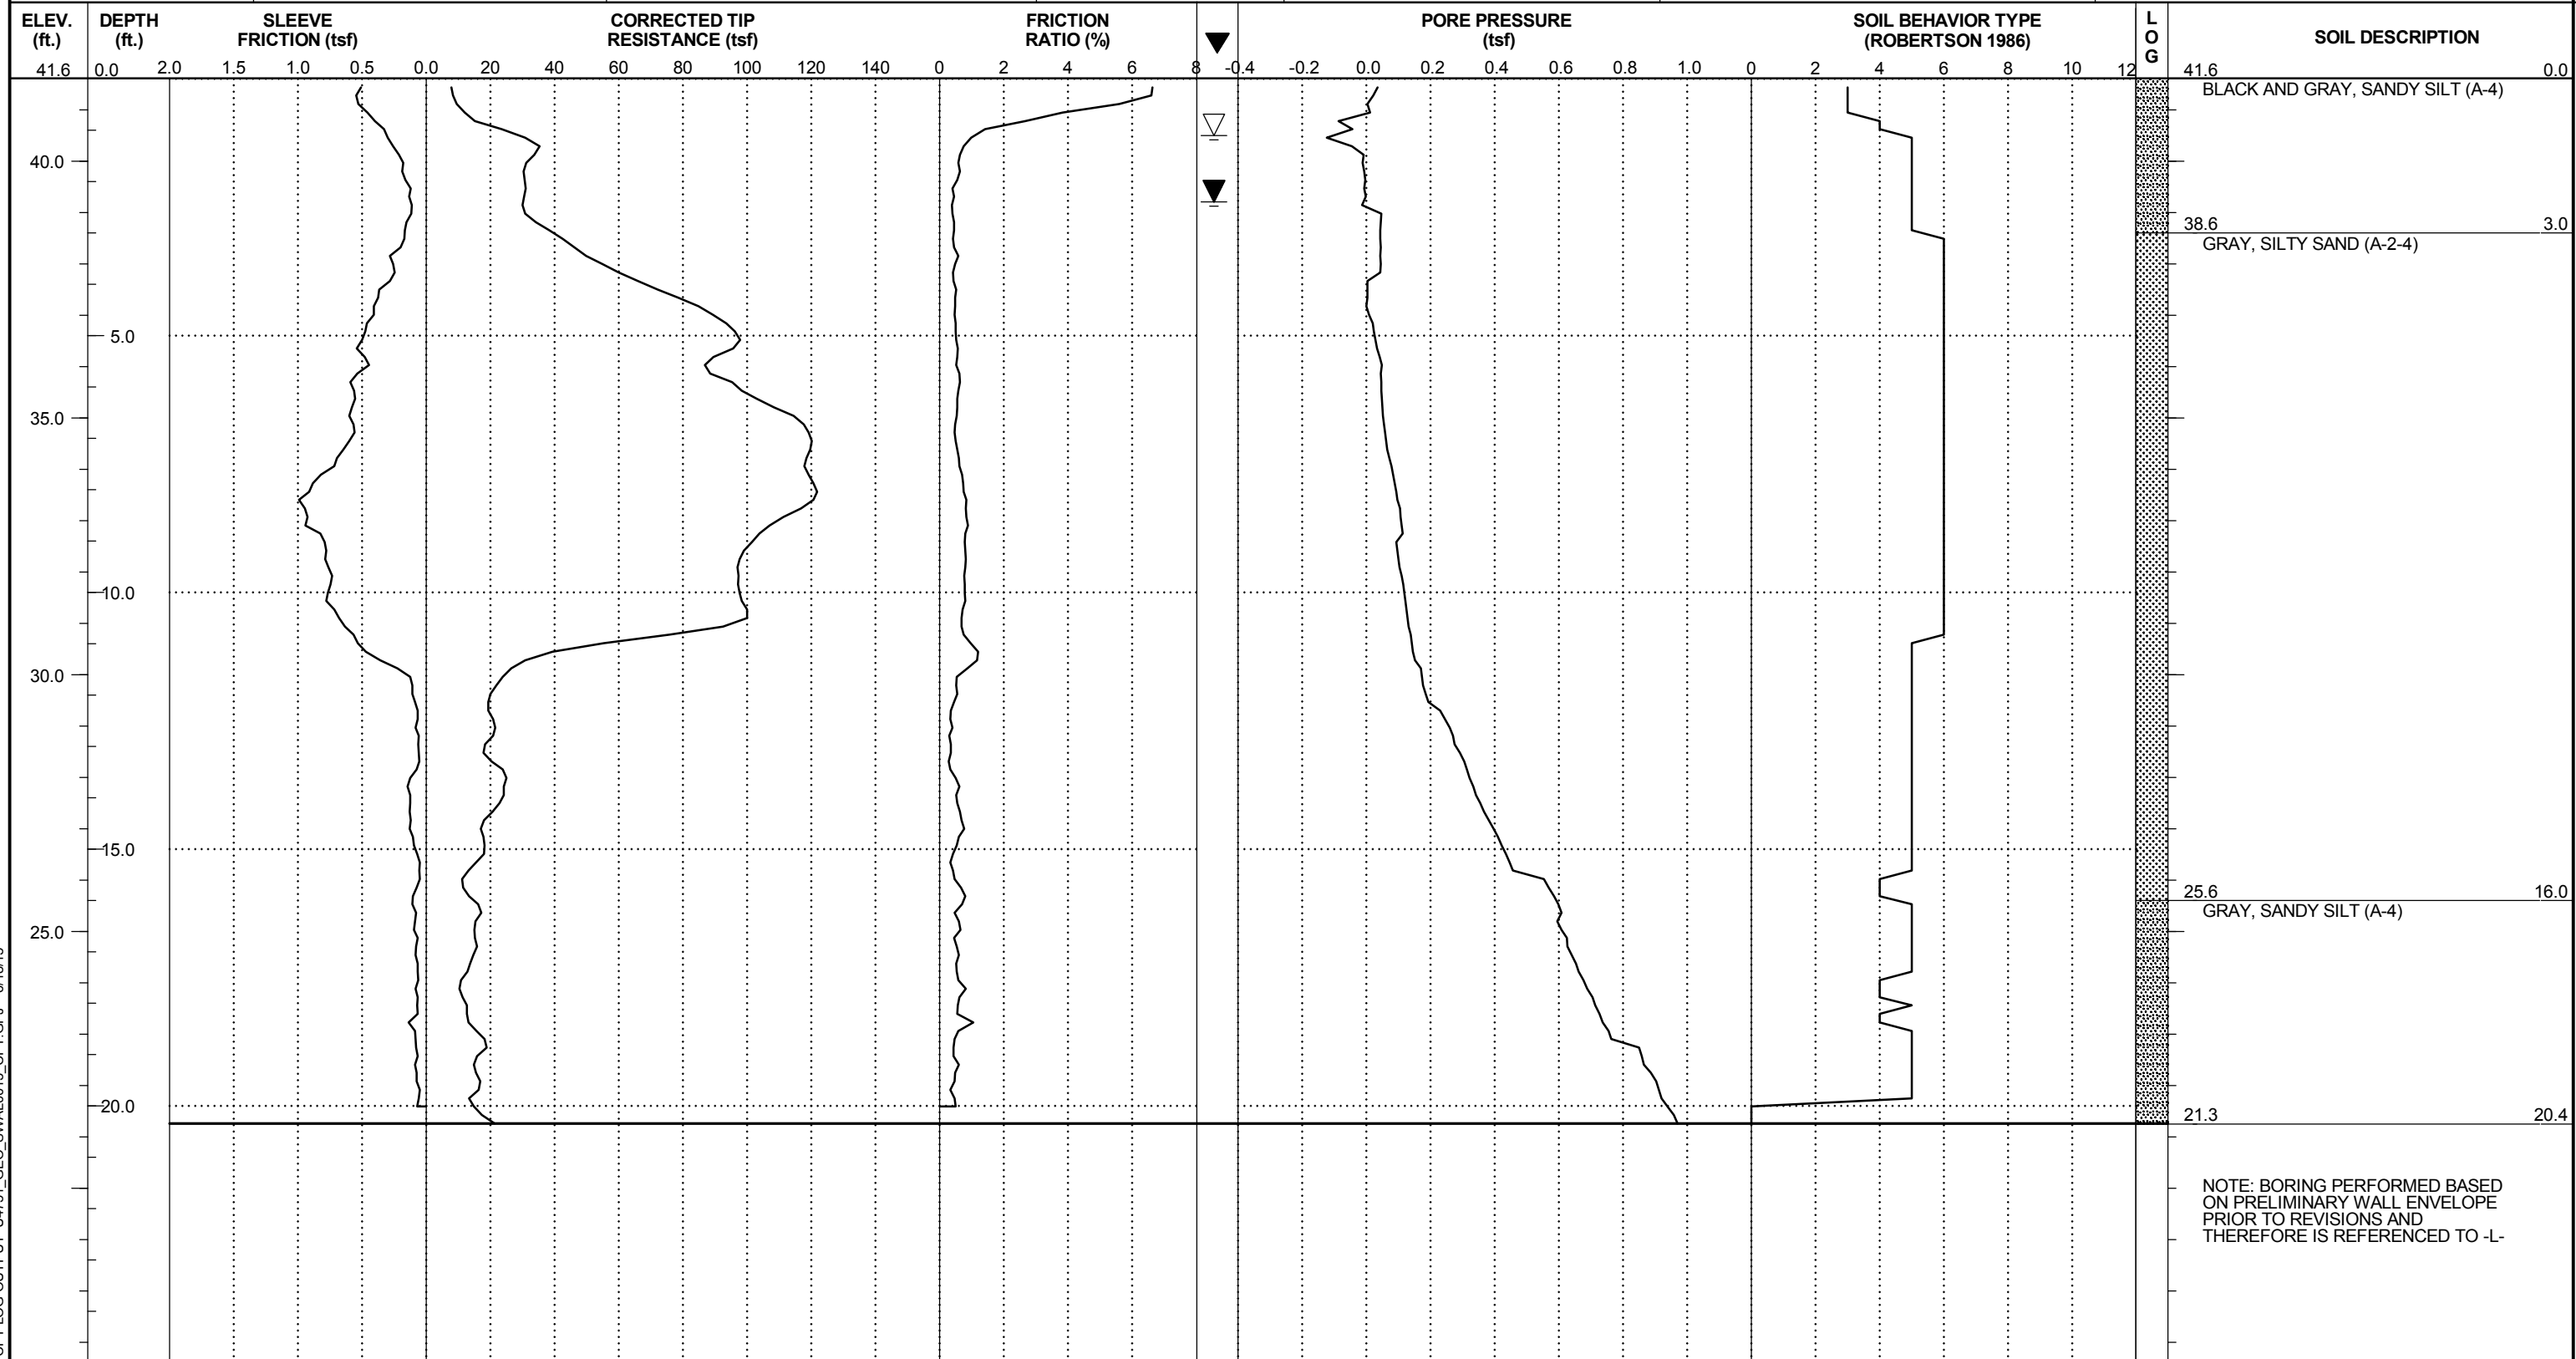 ELEV. (ft.)
DEPTH (ft.)
SLEEVE FRICTION (tsf)
CORRECTED TIP RESISTANCE (tsf)
FRICTION RATIO (%)
PORE PRESSURE (tsf)
SOIL BEHAVIOR TYPE (ROBERTSON 1986)
LOG
SOIL DESCRIPTION
41.6 0.0 2.0 1.5 1.0 0.5 0.0 20 40 60 80 100 120 140 0 2 4 6 8 -0.4 -0.2 0.0 0.2 0.4 0.6 0.8 1.0 0 2 4 6 8 10 12 41.6 0.0
BLACK AND GRAY, SANDY SILT (A-4)
40.0
38.6 3.0
GRAY, SILTY SAND (A-2-4)
5.0
35.0
10.0
30.0
15.0
25.6 16.0
GRAY, SANDY SILT (A-4)
25.0
20.0
21.3 20.4
NOTE: BORING PERFORMED BASED
ON PRELIMINARY WALL ENVELOPE
PRIOR TO REVISIONS AND
THEREFORE IS REFERENCED TO -L-